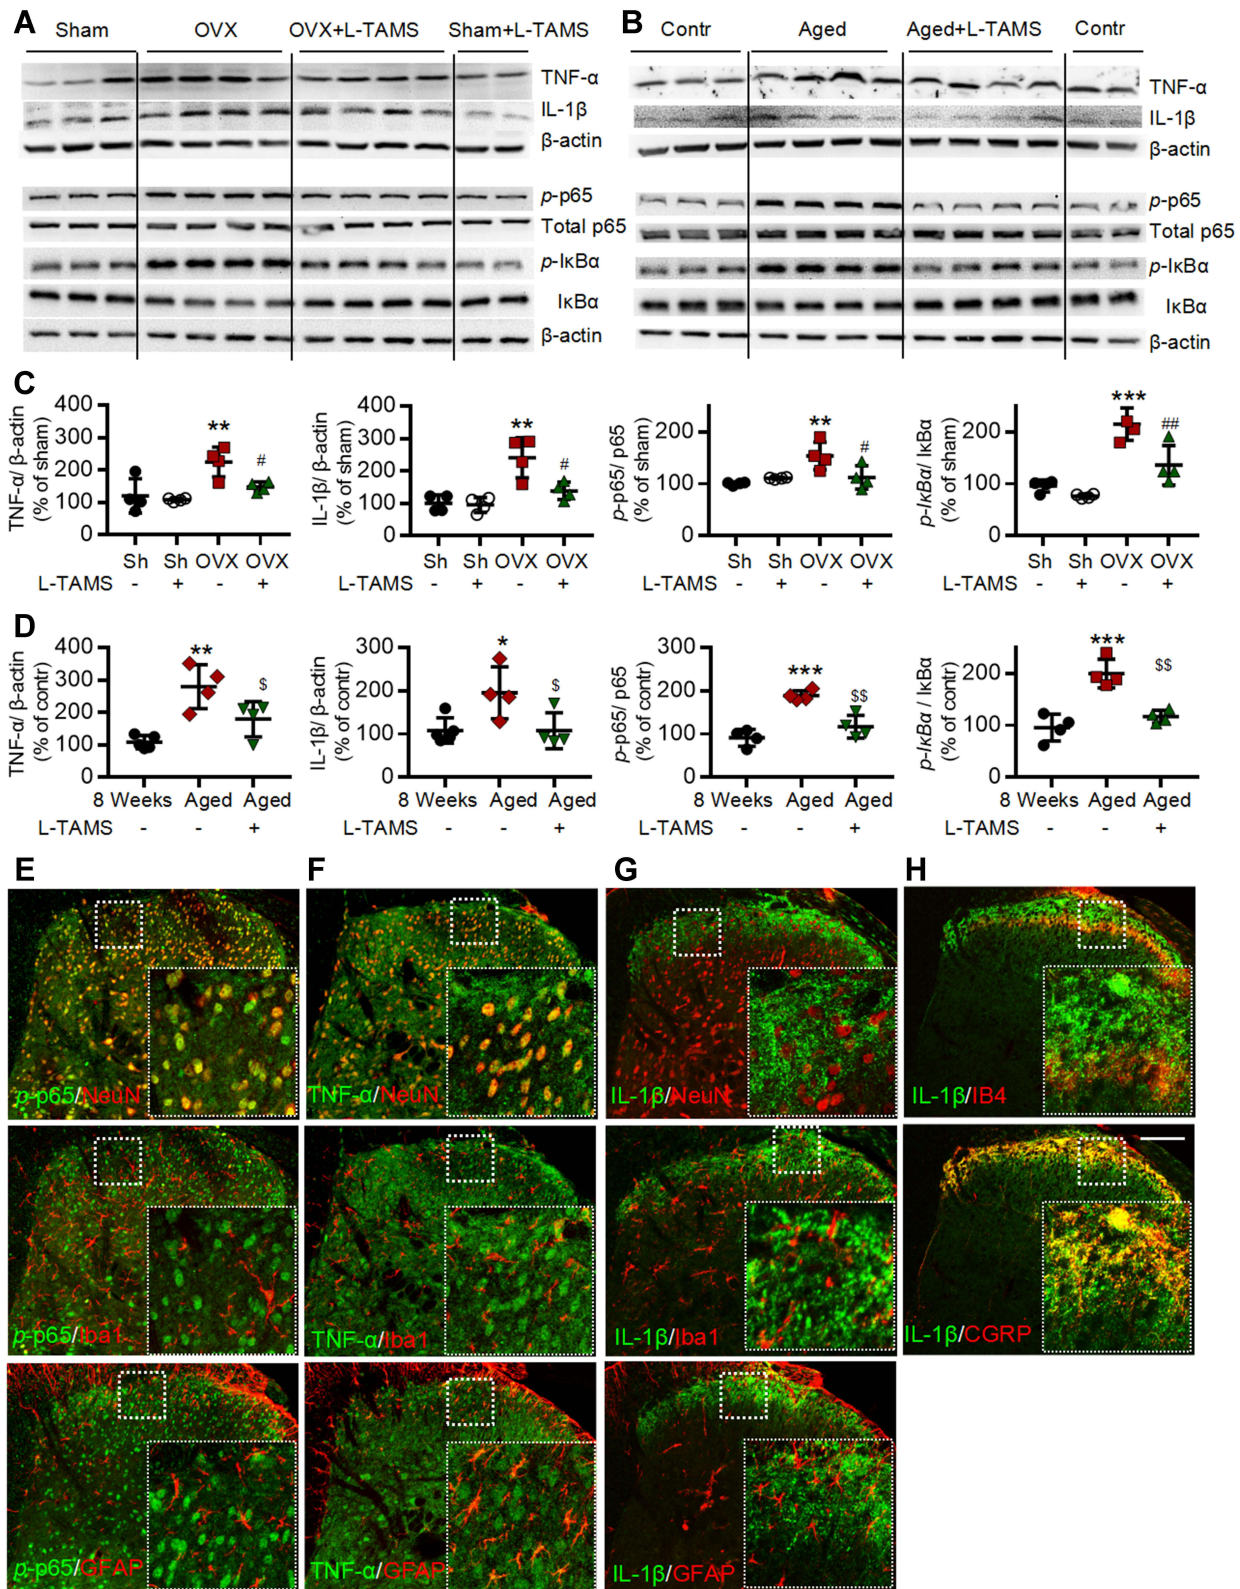 A
Sham
OVX
OVX+L-TAMS
Sham+L-TAMS
TNF-α
IL-1β
β-actin
p-p65
Total p65
p-IκBα
IκBα
β-actin
B
Contr
Aged
Aged+L-TAMS
Contr
TNF-α
IL-1β
β-actin
p-p65
Total p65
p-IκBα
IκBα
β-actin
C
TNF-α/ β-actin
(% of sham)
400
300
200
100
0
**
#
Sh Sh OVX OVX
L-TAMS - + - +
IL-1β/ β-actin
(% of sham)
400
300
200
100
0
**
#
Sh Sh OVX OVX
L-TAMS - + - +
p-p65/ p65
(% of sham)
200
100
0
**
#
Sh Sh OVX OVX
L-TAMS - + - +
p-IκBα/ IκBα
(% of sham)
200
100
0
***
##
Sh Sh OVX OVX
L-TAMS - + - +
D
TNF-α/ β-actin
(% of contr)
400
300
200
100
0
**
$
8 Weeks Aged Aged
L-TAMS - - +
IL-1β/ β-actin
(% of contr)
300
200
100
0
*
$
8 Weeks Aged Aged
L-TAMS - - +
p-p65/ p65
(% of contr)
300
200
100
0
***
$$
8 Weeks Aged Aged
L-TAMS - - +
p-IκBα / IκBα
(% of contr)
200
100
0
***
$$
8 Weeks Aged Aged
L-TAMS - - +
E
p-p65/NeuN
p-p65/Iba1
p-p65/GFAP
F
TNF-α/NeuN
TNF-α/Iba1
TNF-α/GFAP
G
IL-1β/NeuN
IL-1β/Iba1
IL-1β/GFAP
H
IL-1β/IB4
IL-1β/CGRP